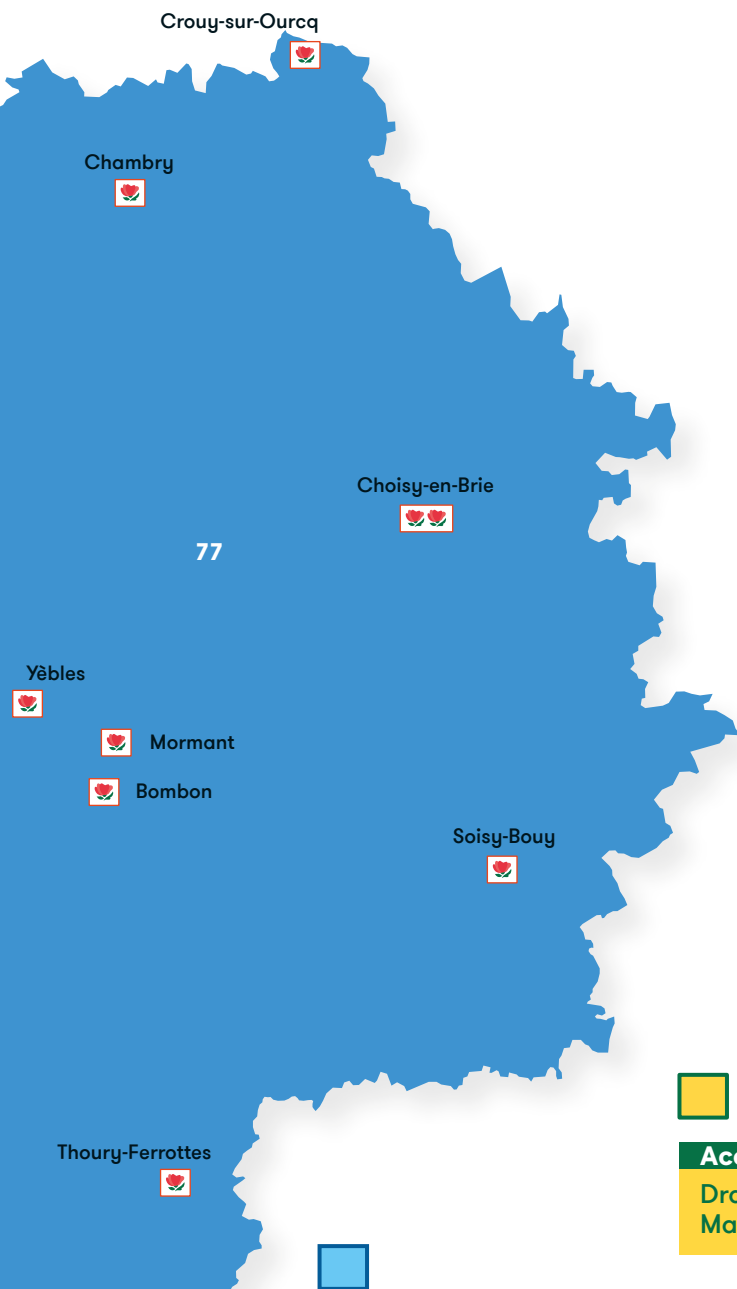 Crouy-sur-Ourcq
Chambry
Choisy-en-Brie
77
Yèbles
Mormant
Bombon
Soisy-Bouy
Thoury-Ferrottes